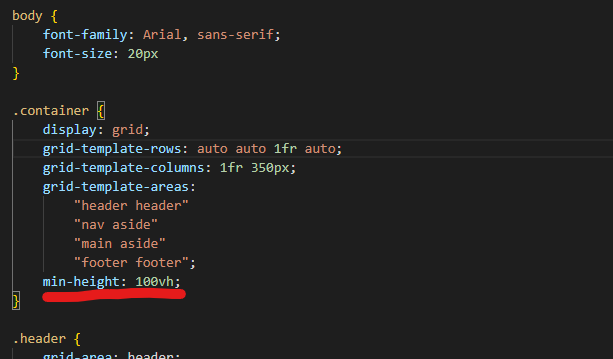 body {
font-family: Arial, sans-serif;
font-size: 20px
}
.container {
display: grid;
grid-template-rows: auto auto 1fr auto;
grid-template-columns: 1fr 350px;
grid-template-areas:
"header header"
"nav aside"
"main aside"
"footer footer";
min-height: 100vh;
}
.header {
grid-area: header;